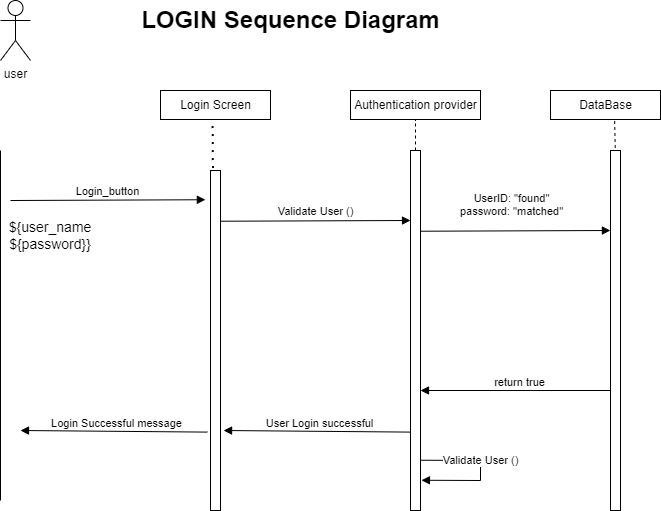 LOGIN Sequence Diagram
user
Login Screen
Authentication provider
DataBase
Login_button
Validate User ()
UserID: "found"
password: "matched"
${user_name
${password}}
return true
Login Successful message
User Login successful
Validate User ()